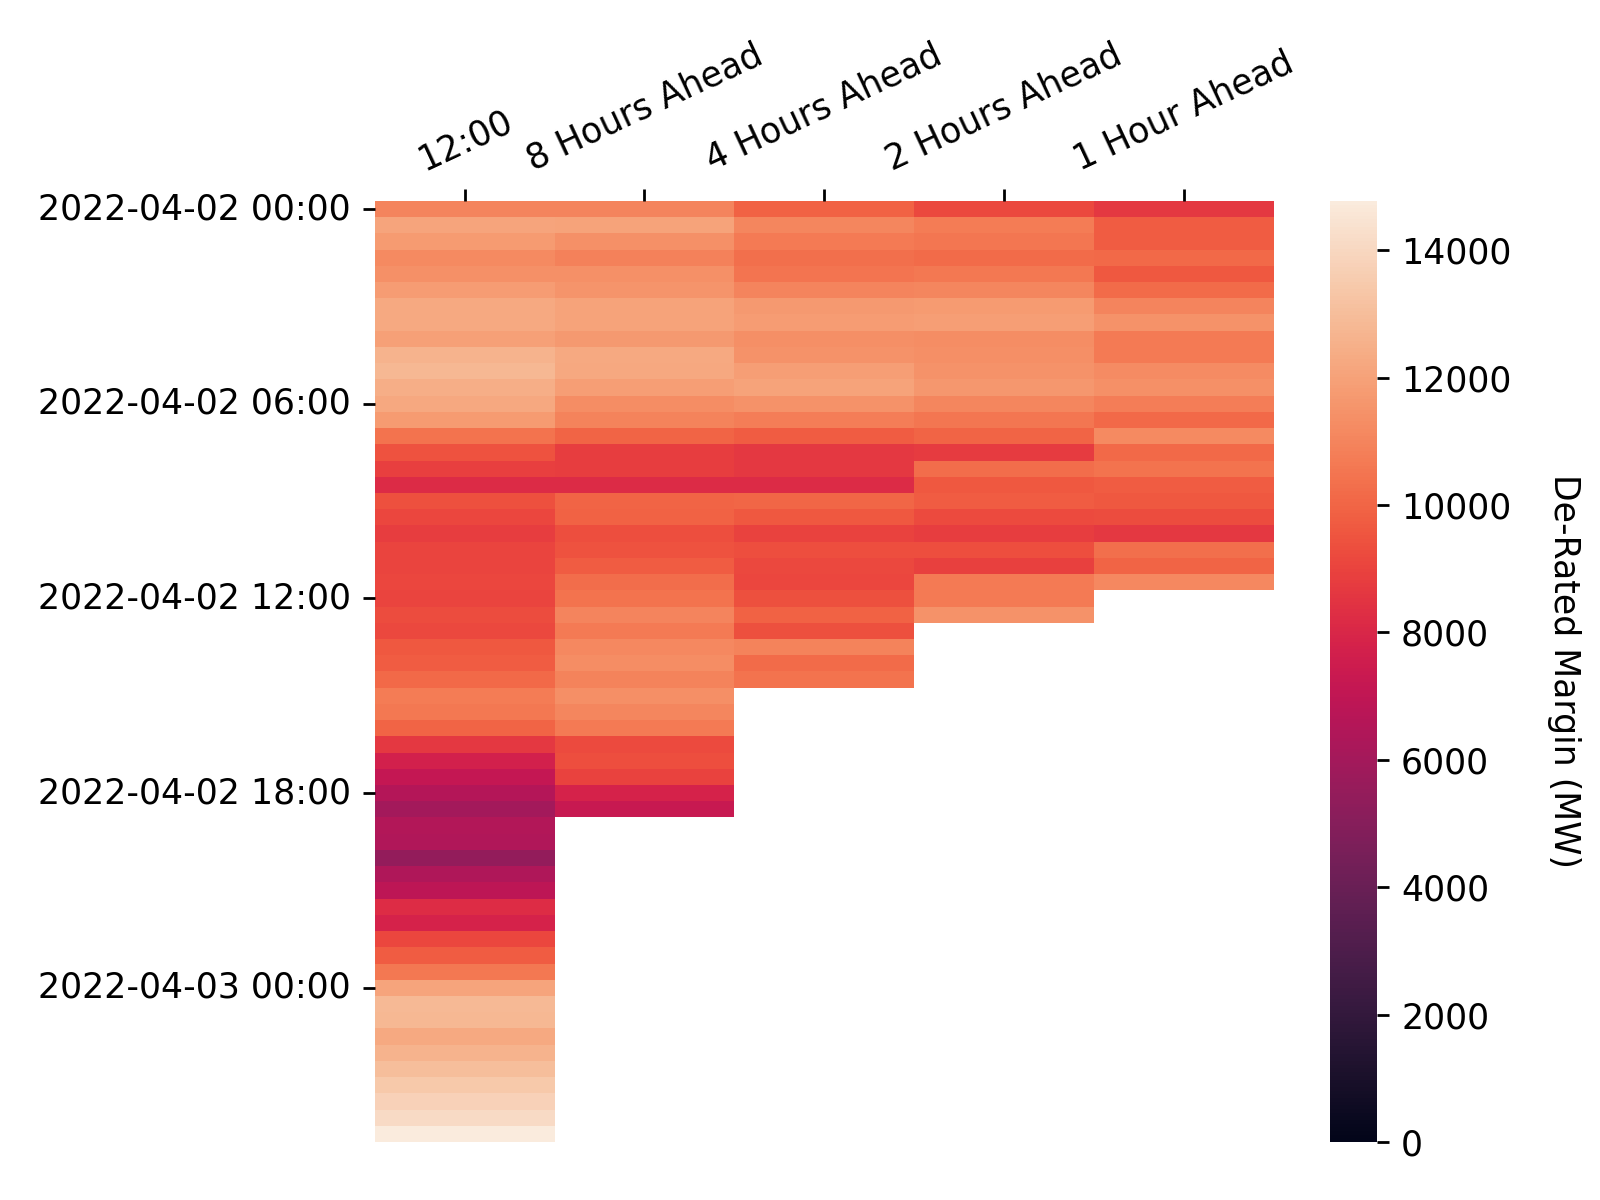 12:00
8 Hours Ahead
4 Hours Ahead
2 Hours Ahead
1 Hour Ahead
2022-04-02 00:00
2022-04-02 06:00
2022-04-02 12:00
2022-04-02 18:00
2022-04-03 00:00
14000
12000
10000
8000
6000
4000
2000
0
De-Rated Margin (MW)